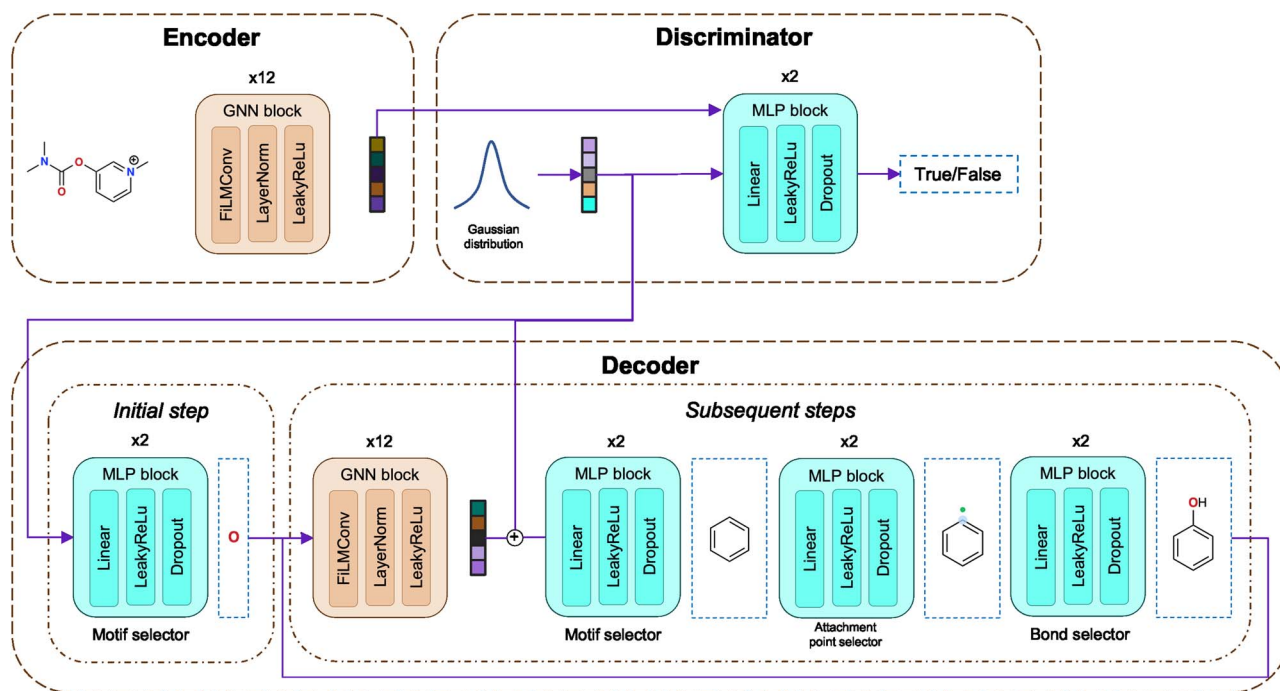 Encoder
x12
GNN block
FiLMConv
LayerNorm
LeakyReLu
N
O
O
N
+
Discriminator
Gaussian
distribution
x2
MLP block
Linear
LeakyReLu
Dropout
True/False
Decoder
Initial step
x2
MLP block
Linear
LeakyReLu
Dropout
Motif selector
O
Subsequent steps
x12
GNN block
FiLMConv
LayerNorm
LeakyReLu
+
x2
MLP block
Linear
LeakyReLu
Dropout
Motif selector
x2
MLP block
Linear
LeakyReLu
Dropout
Attachment
point selector
x2
MLP block
Linear
LeakyReLu
Dropout
Bond selector
OH